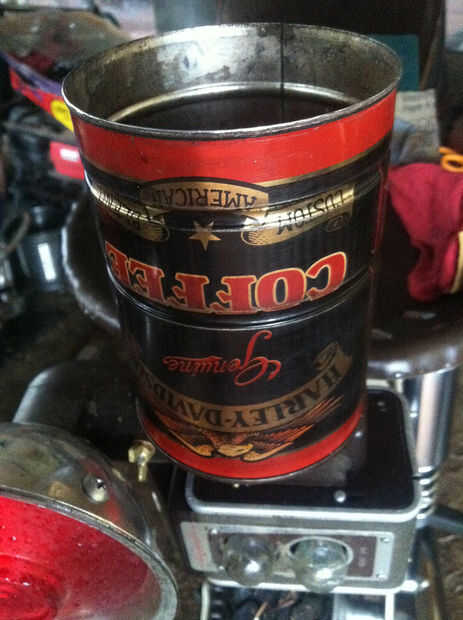 HARLEY-DAVIDSON
Genuine
COFFEE
CUSTOM
AMERICAN